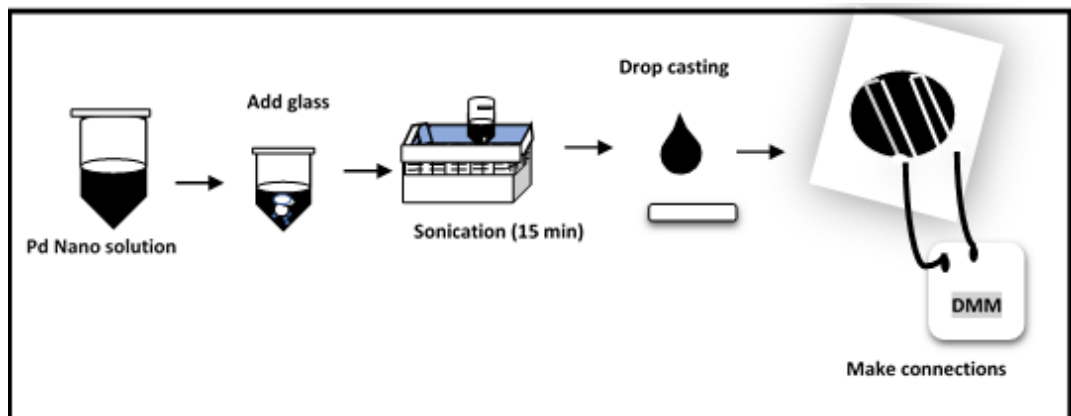 Pd Nano solution
Add glass
Sonication (15 min)
Drop casting
DMM
Make connections